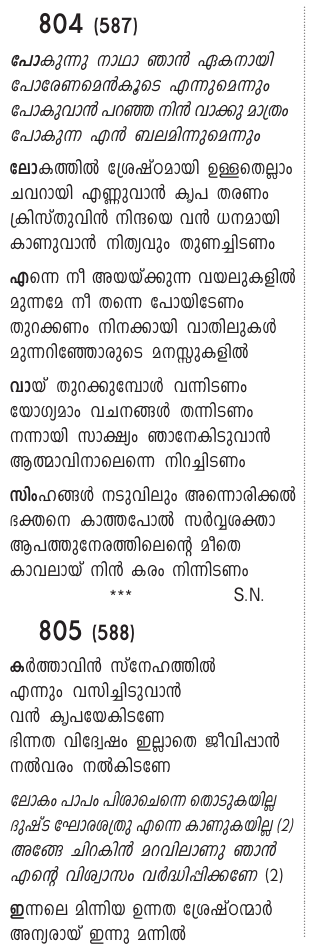 804 (587)
പോകുന്നു നാഥാ ഞാൻ ഏകനായി
പോരേണമെൻകൂടെ എന്നുമെന്നും
പോകുവാൻ പറഞ്ഞ നിൻ വാക്കു മാത്രം
പോകുന്ന എൻ ബലമിന്നുമെന്നും
ലോകത്തിൽ ശ്രേഷ്ഠമായി ഉള്ളതെല്ലാം
ചവറായി എണ്ണുവാൻ കൃപ തരണം
ക്രിസ്തുവിൻ നിന്ദയെ വൻ ധനമായി
കാണുവാൻ നിത്യവും തുണച്ചിടണം
എന്നെ നീ അയയ്ക്കുന്ന വയലുകളിൽ
മുന്നമേ നീ തന്നെ പോയിടേണം
തുറക്കണം നിനക്കായി വാതിലുകൾ
മുന്നറിഞ്ഞോരുടെ മനസ്സുകളിൽ
വായ് തുറക്കുമ്പോൾ വന്നിടണം
യോഗ്യമാം വചനങ്ങൾ തന്നിടണം
നന്നായി സാക്ഷ്യം ഞാനേകിടുവാൻ
ആത്മാവിനാലെന്നെ നിറച്ചിടണം
സിംഹങ്ങൾ നടുവിലും അന്നൊരിക്കൽ
ഭക്തനെ കാത്തപോൽ സർവ്വശക്താ
ആപത്തുനേരത്തിലെന്റെ മീതെ
കാവലായ് നിൻ കരം നിന്നിടണം
*** S.N.
805 (588)
കർത്താവിൻ സ്നേഹത്തിൽ
എന്നും വസിച്ചിടുവാൻ
വൻ കൃപയേകിടണേ
ഭിന്നത വിദ്വേഷം ഇല്ലാതെ ജീവിപ്പാൻ
നൽവരം നൽകിടണേ
ലോകം പാപം പിശാചെന്നെ തൊടുകയില്ല
ദുഷ്ട ഘോരശത്രു എന്നെ കാണുകയില്ല (2)
അങ്ങേ ചിറകിൻ മറവിലാണു ഞാൻ
എന്റെ വിശ്വാസം വർദ്ധിപ്പിക്കണേ (2)
ഇന്നലെ മിന്നിയ ഉന്നത ശ്രേഷ്ഠന്മാർ
അന്യരായ് ഇന്നു മന്നിൽ